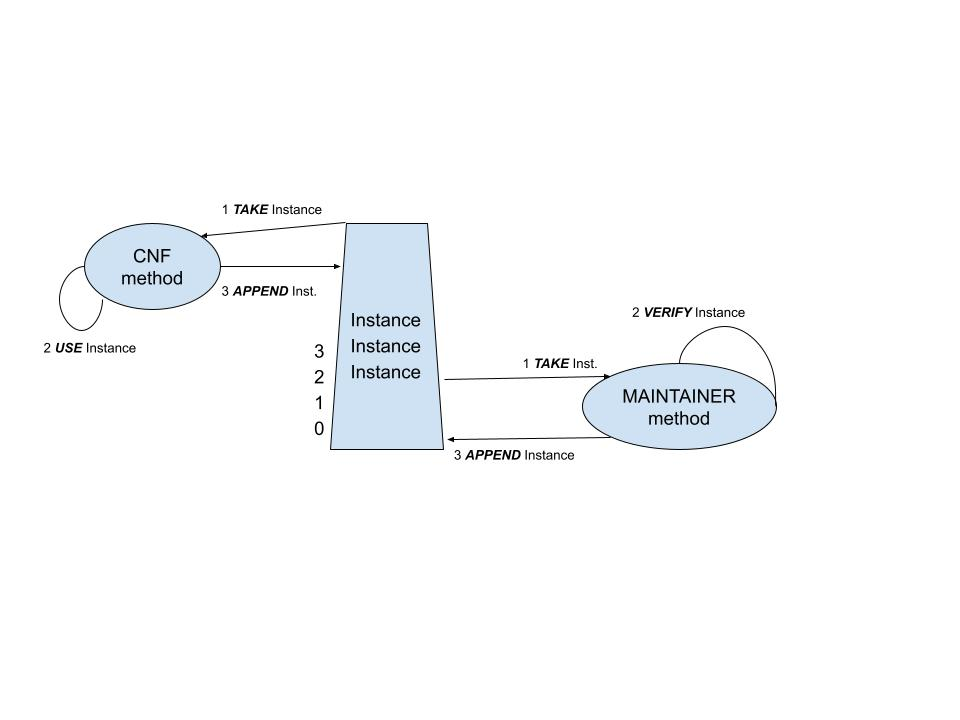 1 TAKE Instance
CNF
method
3 APPEND Inst.
2 USE Instance
Instance
Instance
Instance
3
2
1
0
2 VERIFY Instance
1 TAKE Inst.
MAINTAINER
method
3 APPEND Instance